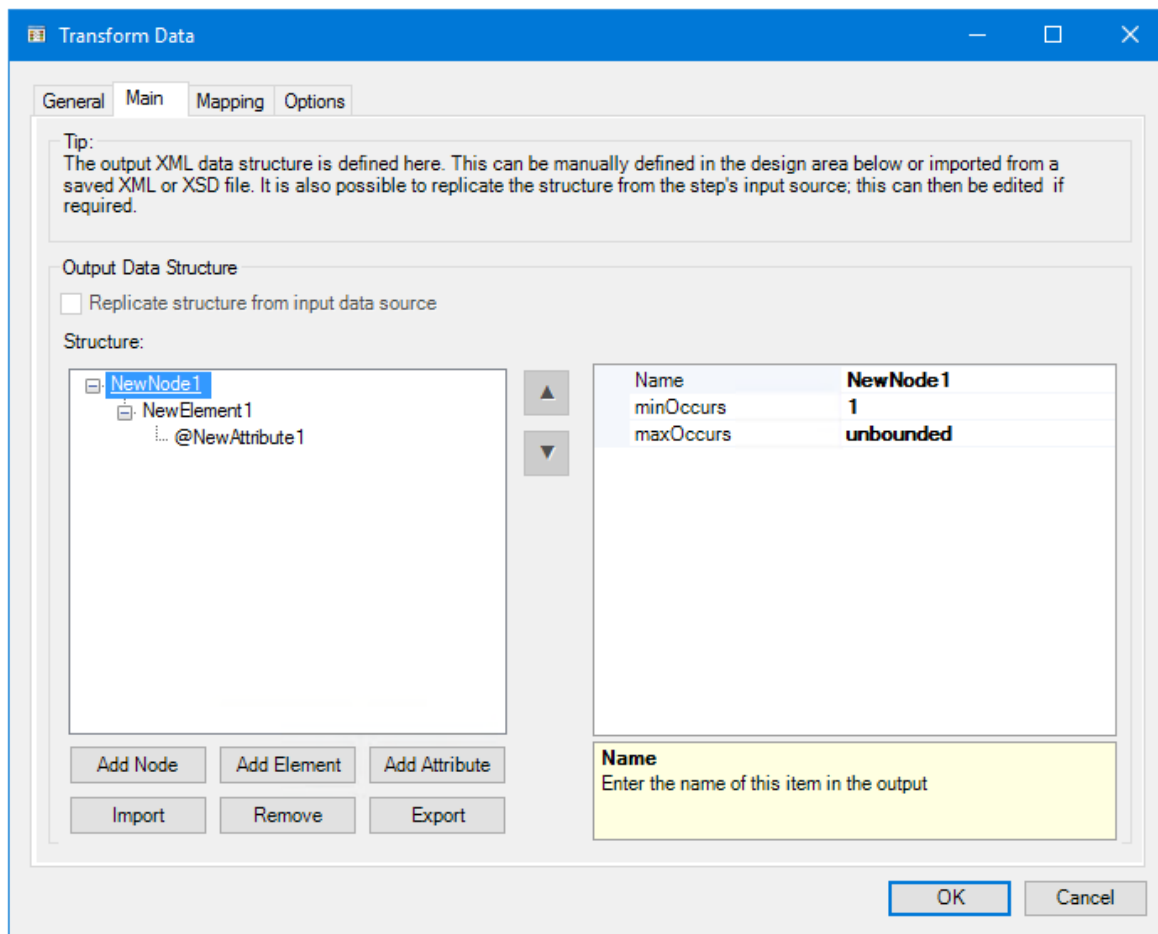 Transform Data
General Main Mapping Options
Tip:
The output XML data structure is defined here. This can be manually defined in the design area below or imported from a
saved XML or XSD file. It is also possible to replicate the structure from the step's input source; this can then be edited if
required.
Output Data Structure
Replicate structure from input data source
Structure:
NewNode1
NewElement1
@NewAttribute1
Name NewNode1
minOccurs 1
maxOccurs unbounded
Add Node Add Element Add Attribute
Import Remove Export
Name
Enter the name of this item in the output
OK Cancel